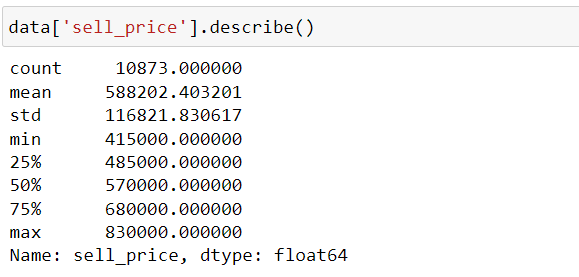 data['sell_price'].describe()
count 10873.000000
mean 588202.403201
std 116821.830617
min 415000.000000
25% 485000.000000
50% 570000.000000
75% 680000.000000
max 830000.000000
Name: sell_price, dtype: float64